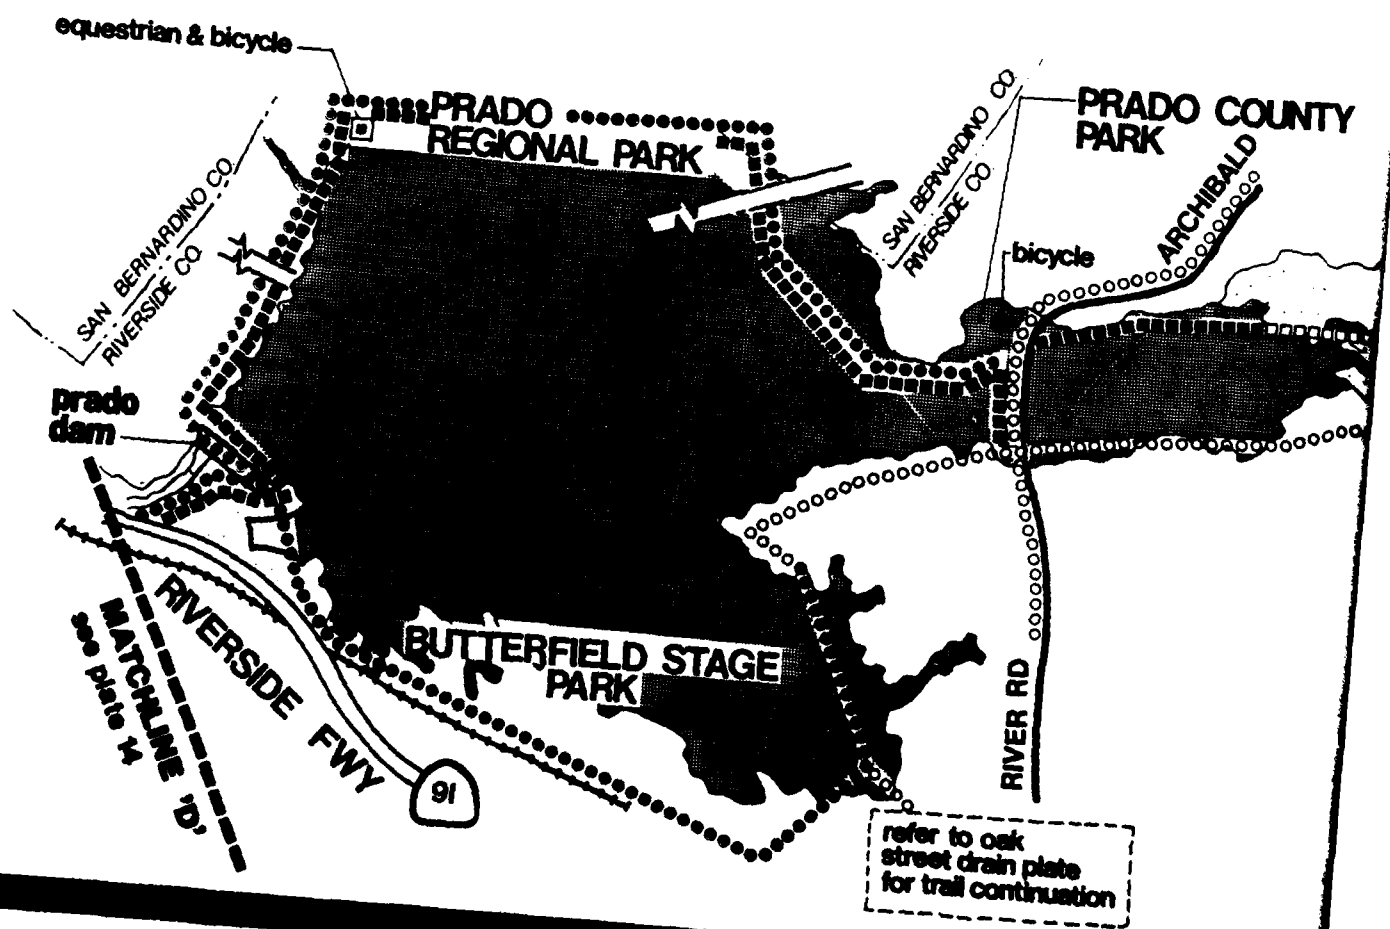 equestrian & bicycle
PRADO
REGIONAL PARK
SAN BERNARDINO CO.
RIVERSIDE CO.
PRADO COUNTY
PARK
ARCHIBALD
SAN BERNARDINO CO.
RIVERSIDE CO.
bicycle
prado
dam
MATCHLINE 'D'
see plate 14
RIVERSIDE FWY
91
BUTTERFIELD STAGE
PARK
RIVER RD
refer to oak
street drain plate
for trail continuation